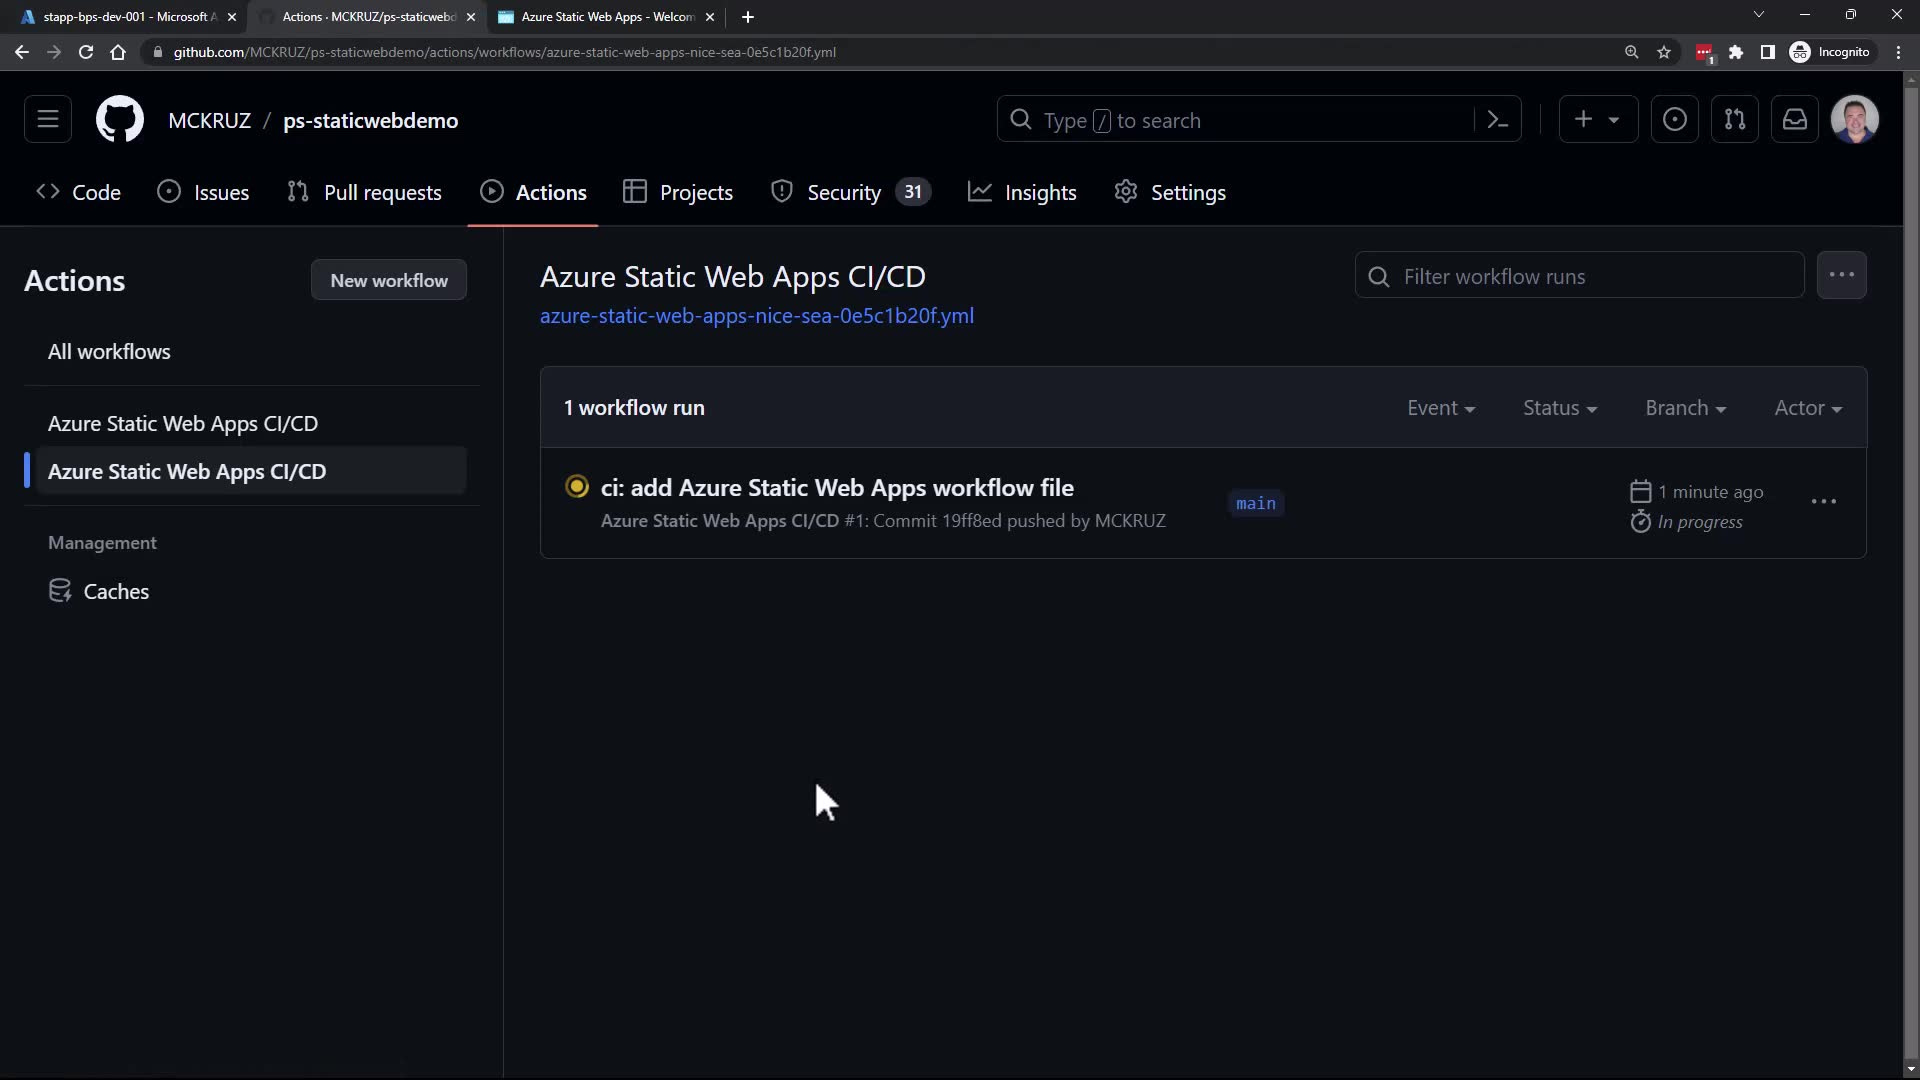 stapp-bps-dev-001 - Microsoft A
Actions · MCKRUZ/ps-staticwebd
Azure Static Web Apps - Welcom
github.com/MCKRUZ/ps-staticwebdemo/actions/workflows/azure-static-web-apps-nice-sea-0e5c1b20f.yml
1
Incognito
MCKRUZ / ps-staticwebdemo
Type / to search
Code
Issues
Pull requests
Actions
Projects
Security 31
Insights
Settings
Actions
New workflow
All workflows
Azure Static Web Apps CI/CD
Azure Static Web Apps CI/CD
Management
Caches
Azure Static Web Apps CI/CD
azure-static-web-apps-nice-sea-0e5c1b20f.yml
Filter workflow runs
1 workflow run
Event
Status
Branch
Actor
ci: add Azure Static Web Apps workflow file
Azure Static Web Apps CI/CD #1: Commit 19ff8ed pushed by MCKRUZ
main
1 minute ago
In progress